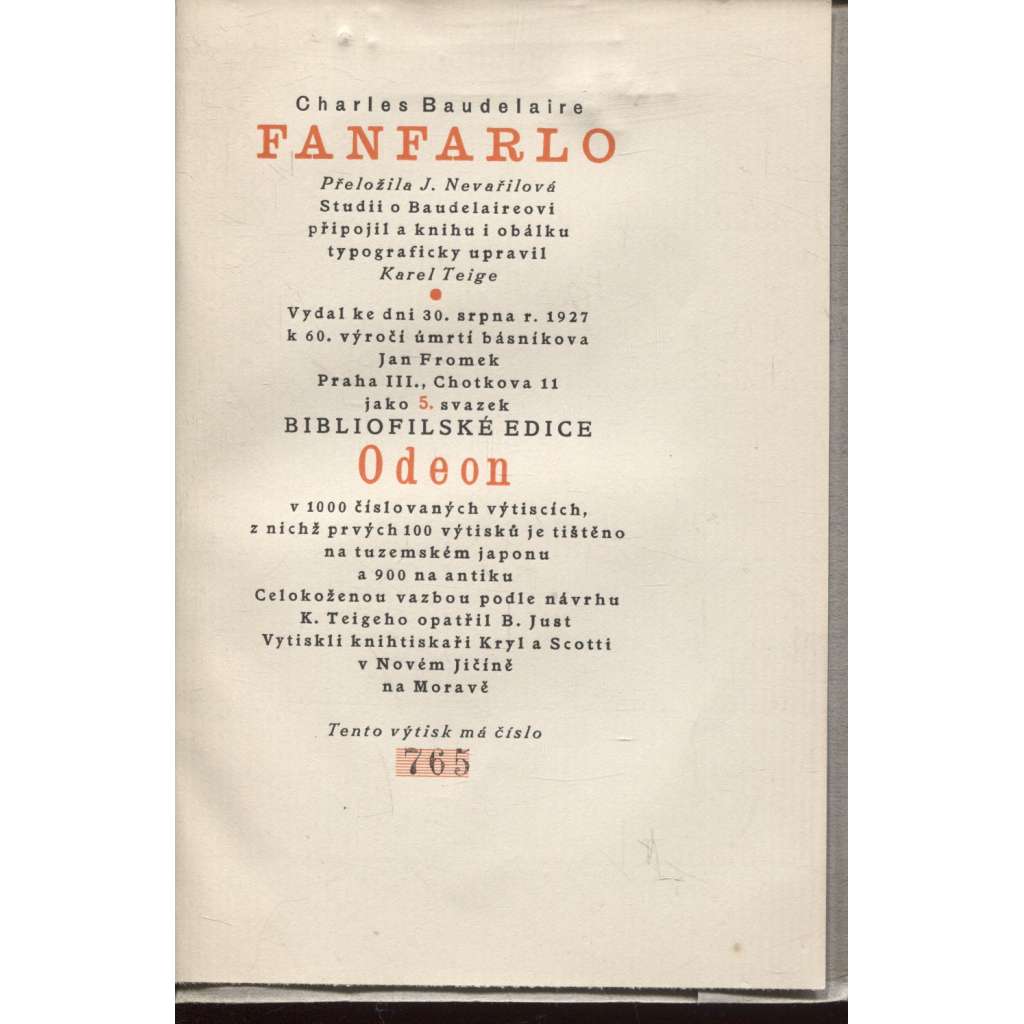 Charles Baudelaire
FANFARLO
Přeložila J. Nevařilová
Studii o Baudelaireovi
připojil a knihu i obálku
typograficky upravil
Karel Teige
Vydal ke dni 30. srpna r. 1927
k 60. výročí úmrtí básníkova
Jan Fromek
Praha III., Chotkova 11
jako 5. svazek
BIBLIOFILSKÉ EDICE
Odeon
v 1000 číslovaných výtiscích,
z nichž prvých 100 výtisků je tištěno
na tuzemském japonu
a 900 na antiku
Celokoženou vazbou podle návrhu
K. Teigeho opatřil B. Just
Vytiskli knihtiskaři Kryl a Scotti
v Novém Jičíně
na Moravě
Tento výtisk má číslo
765